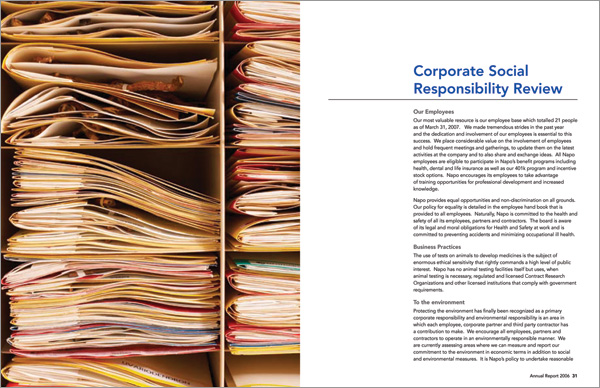 Corporate Social
Responsibility Review
Our Employees
Our most valuable resource is our employee base which totalled 21 people
as of March 31, 2007. We made tremendous strides in the past year
and the dedication and involvement of our employees is essential to this
success. We place considerable value on the involvement of employees
and hold frequent meetings and gatherings, to update them on the latest
activities at the company and to also share and exchange ideas. All Napo
employees are eligible to participate in Napo's benefit programs including
health, dental and life insurance as well as our 401k program and incentive
stock options. Napo encourages its employees to take advantage
of training opportunities for professional development and increased
knowledge.
Napo provides equal opportunities and non-discrimination on all grounds.
Our policy for equality is detailed in the employee hand book that is
provided to all employees. Naturally, Napo is committed to the health and
safety of all its employees, partners and contractors. The board is aware
of its legal and moral obligations for Health and Safety at work and is
committed to preventing accidents and minimizing occupational ill health.
Business Practices
The use of tests on animals to develop medicines is the subject of
enormous ethical sensitivity that rightly commands a high level of public
interest. Napo has no animal testing facilities itself but uses, when
animal testing is necessary, regulated and licensed Contract Research
Organizations and other licensed institutions that comply with government
requirements.
To the environment
Protecting the environment has finally been recognized as a primary
corporate responsibility and environmental responsibility is an area in
which each employee, corporate partner and third party contractor has
a contribution to make. We encourage all employees, partners and
contractors to operate in an environmentally responsible manner. We
are currently assessing areas where we can measure and report our
commitment to the environment in economic terms in addition to social
and environmental measures. It is Napo's policy to undertake reasonable
Annual Report 2006 31